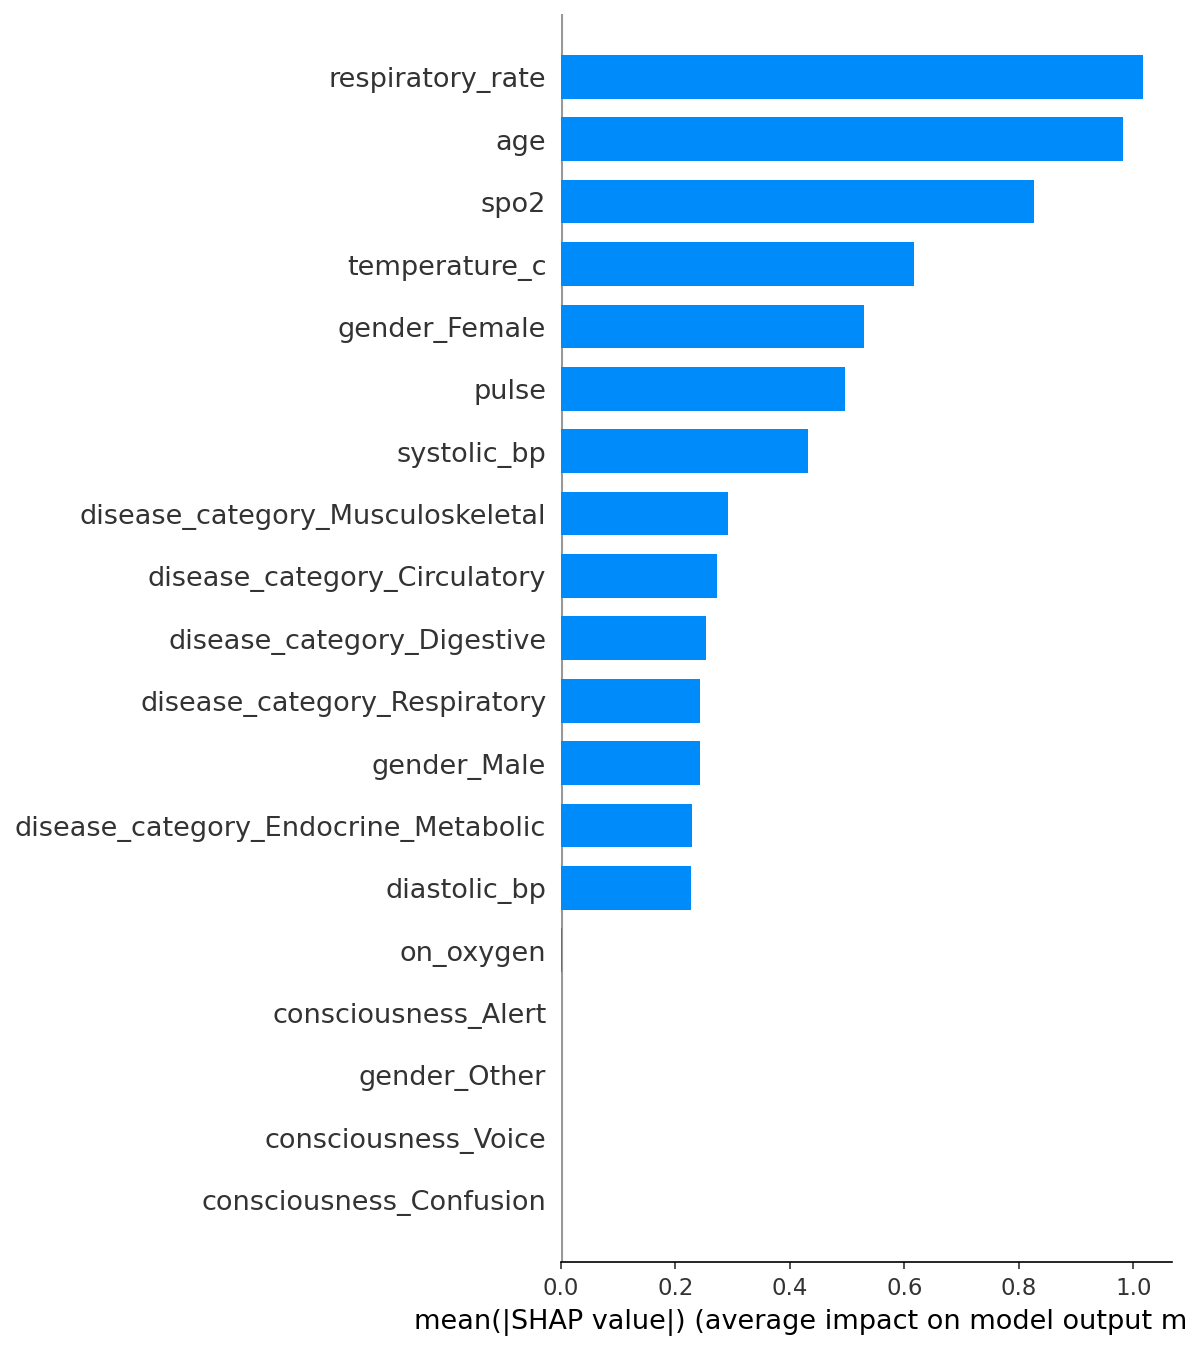 respiratory_rate
age
spo2
temperature_c
gender_Female
pulse
systolic_bp
disease_category_Musculoskeletal
disease_category_Circulatory
disease_category_Digestive
disease_category_Respiratory
gender_Male
disease_category_Endocrine_Metabolic
diastolic_bp
on_oxygen
consciousness_Alert
gender_Other
consciousness_Voice
consciousness_Confusion
0.0 0.2 0.4 0.6 0.8 1.0
mean(|SHAP value|) (average impact on model output m